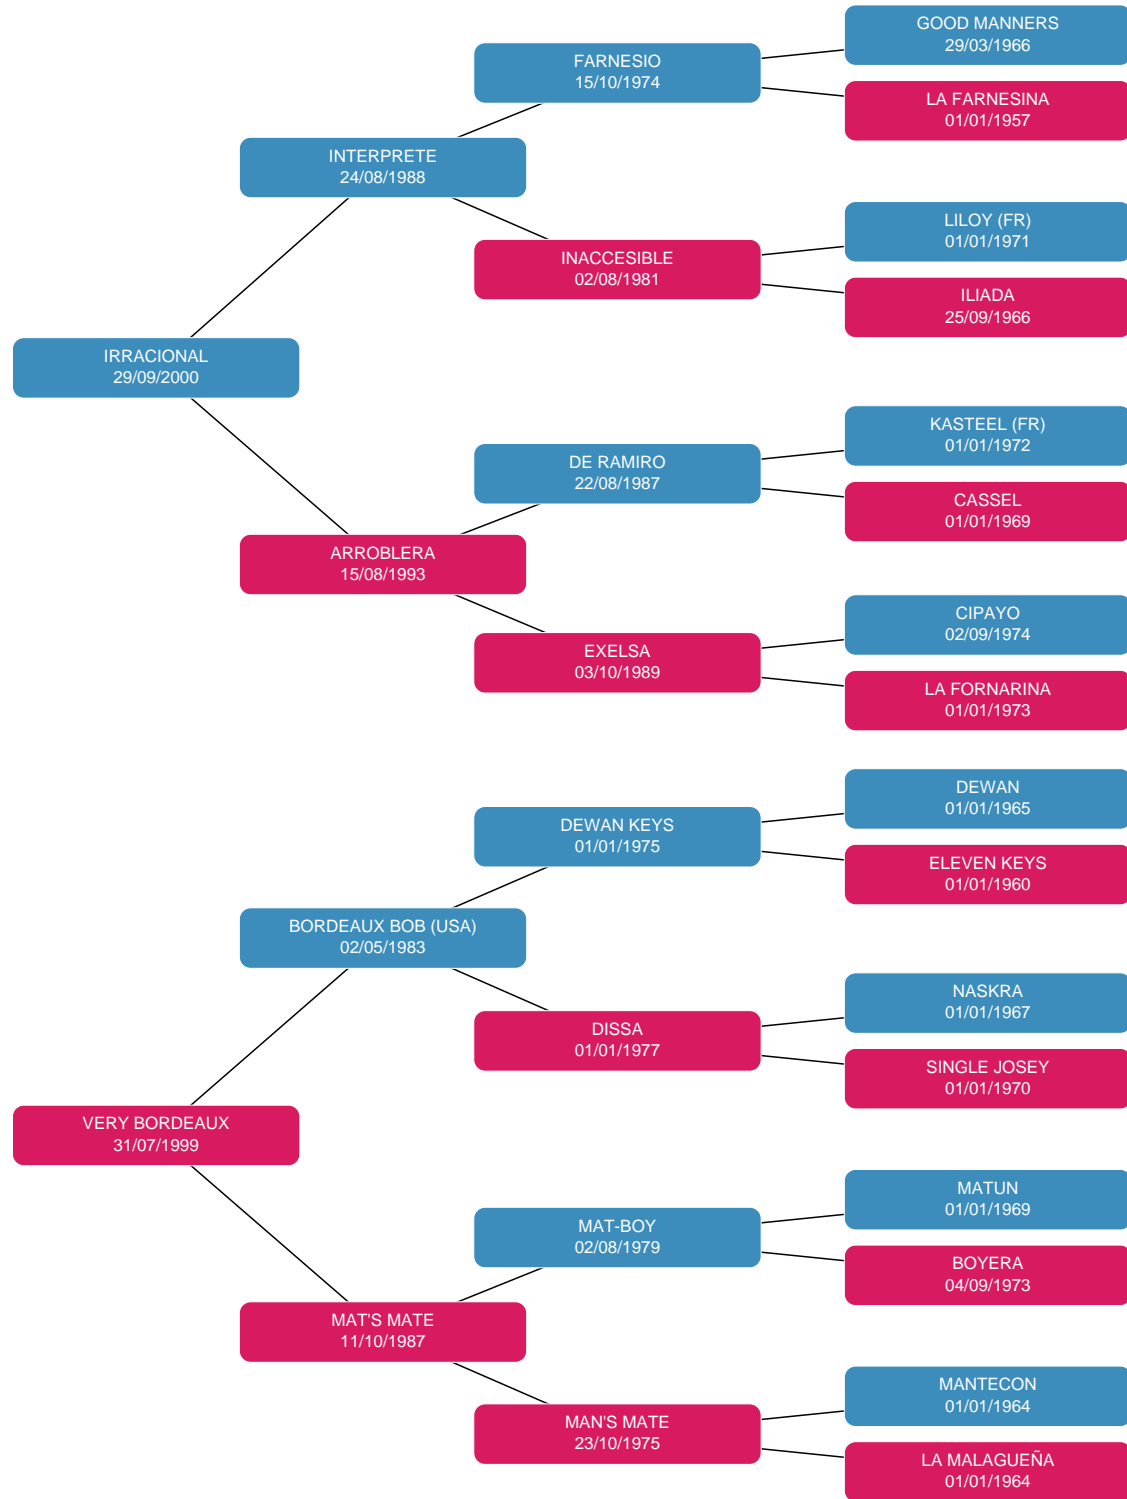 GOOD MANNERS
29/03/1966
FARNESIO
15/10/1974
LA FARNESINA
01/01/1957
INTERPRETE
24/08/1988
LILOY (FR)
01/01/1971
INACCESIBLE
02/08/1981
ILIADA
25/09/1966
IRRACIONAL
29/09/2000
KASTEEL (FR)
01/01/1972
DE RAMIRO
22/08/1987
CASSEL
01/01/1969
ARROBLERA
15/08/1993
CIPAYO
02/09/1974
EXELSA
03/10/1989
LA FORNARINA
01/01/1973
DEWAN
01/01/1965
DEWAN KEYS
01/01/1975
ELEVEN KEYS
01/01/1960
BORDEAUX BOB (USA)
02/05/1983
NASKRA
01/01/1967
DISSA
01/01/1977
SINGLE JOSEY
01/01/1970
VERY BORDEAUX
31/07/1999
MATUN
01/01/1969
MAT-BOY
02/08/1979
BOYERA
04/09/1973
MAT'S MATE
11/10/1987
MANTECON
01/01/1964
MAN'S MATE
23/10/1975
LA MALAGUEÑA
01/01/1964